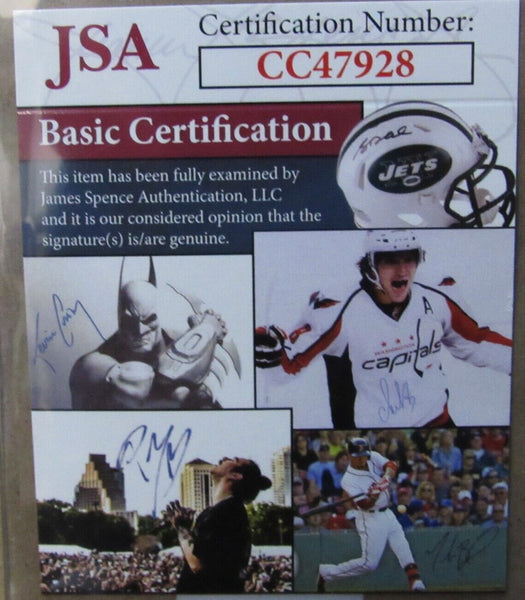 JSA
Certification Number:
CC47928
Basic Certification
This item has been fully examined by
James Spence Authentication, LLC
and it is our considered opinion that the
signature(s) is/are genuine.
JETS
A
WASHINGTON
capitals